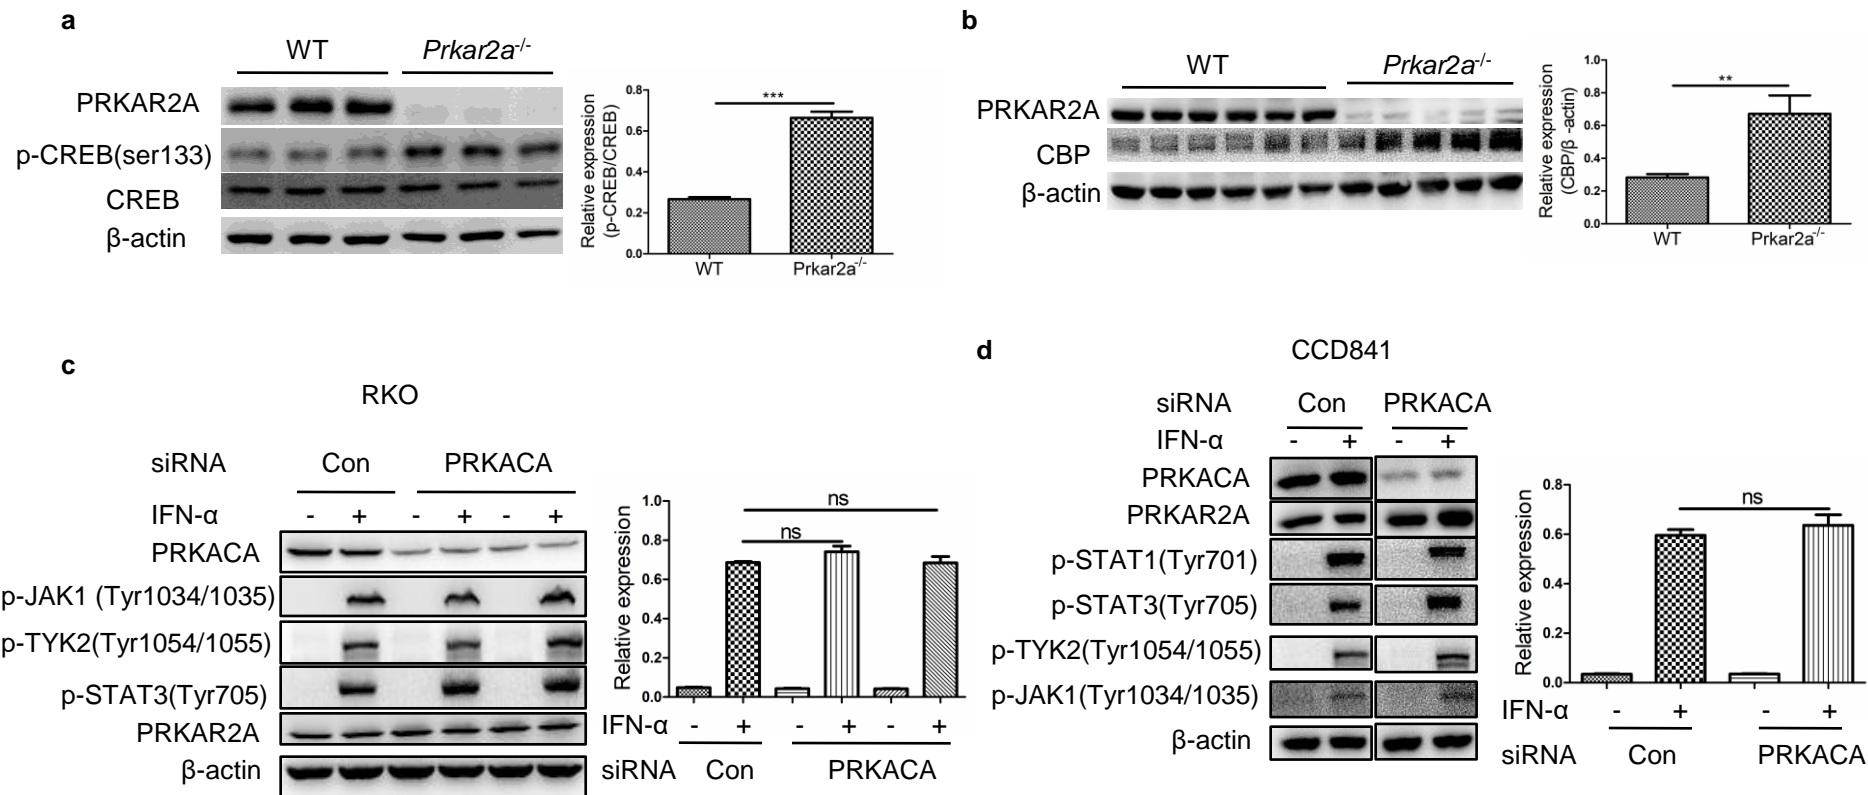 a
WT Prkar2a-/-
PRKAR2A
p-CREB(ser133)
CREB
β-actin
Relative expression
(p-CREB/CREB)
0.8
0.6
0.4
0.2
0.0
***
WT Prkar2a-/-
b
WT Prkar2a-/-
PRKAR2A
CBP
β-actin
Relative expression
(CBP/β -actin)
1.0
0.8
0.6
0.4
0.2
0.0
**
WT Prkar2a-/-
c
RKO
siRNA Con PRKACA
IFN-α - + - + - +
PRKACA
p-JAK1 (Tyr1034/1035)
p-TYK2(Tyr1054/1055)
p-STAT3(Tyr705)
PRKAR2A
β-actin
Relative expression
1.0
0.8
0.6
0.4
0.2
0.0
ns
ns
IFN-α - + - + - +
siRNA Con PRKACA
d
CCD841
siRNA Con PRKACA
IFN-α - + - +
PRKACA
PRKAR2A
p-STAT1(Tyr701)
p-STAT3(Tyr705)
p-TYK2(Tyr1054/1055)
p-JAK1(Tyr1034/1035)
β-actin
Relative expression
0.8
0.6
0.4
0.2
0.0
ns
IFN-α - + - +
siRNA Con PRKACA